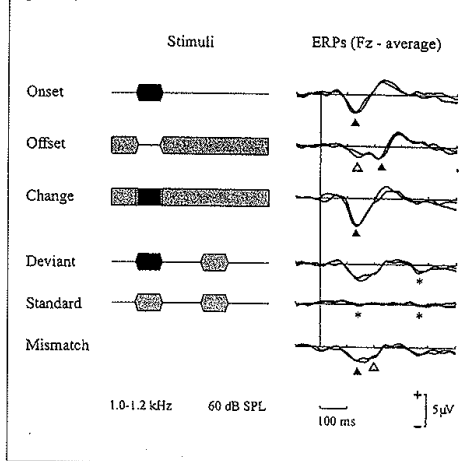 Stimuli ERPs (Fz - average)
Onset
Offset
Change
Deviant
*
Standard
* *
Mismatch
1.0-1.2 kHz 60 dB SPL 100 ms + - 5µV